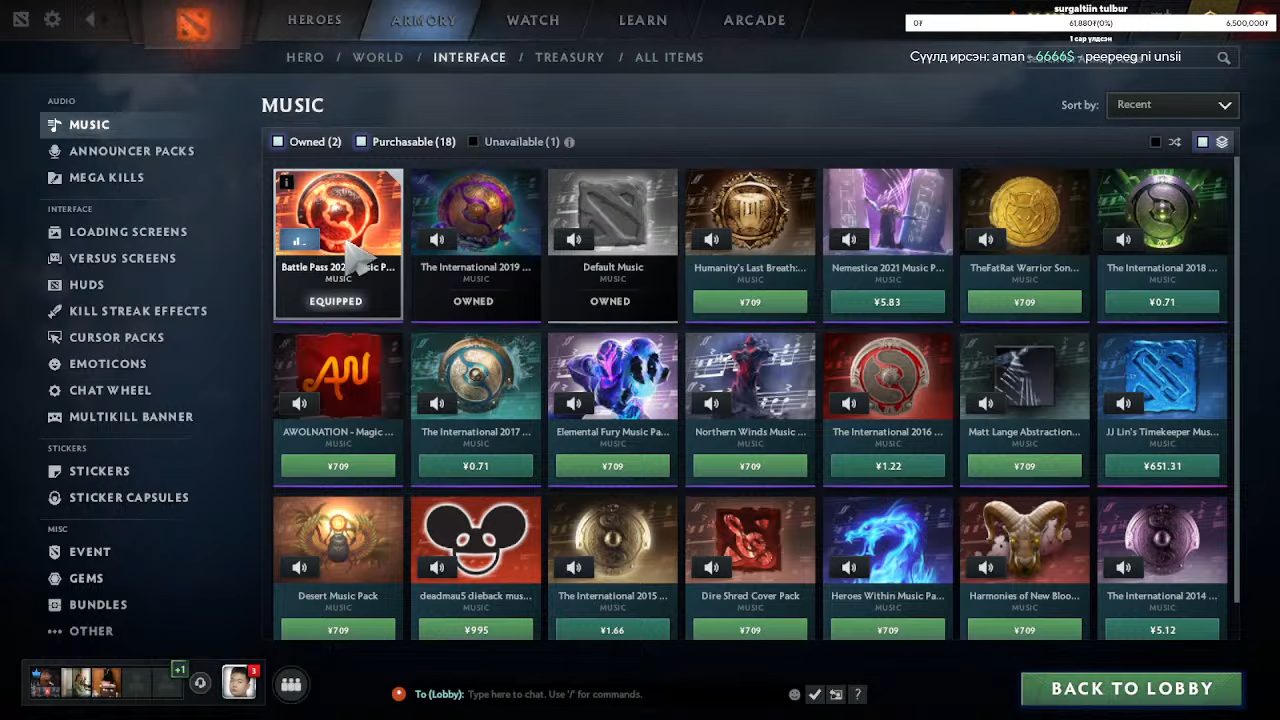 HEROES ARMORY WATCH LEARN ARCADE
surgaltiin tulbur
0₮ 61,880₮(0%) 6,500,000₮
1 сар үлдсэн
HERO / WORLD / INTERFACE / TREASURY / ALL ITEMS
Сүүлд ирсэн: aman - 6666$ peepeeg ni unsii
AUDIO
MUSIC
ANNOUNCER PACKS
MEGA KILLS
INTERFACE
LOADING SCREENS
VERSUS SCREENS
HUDS
KILL STREAK EFFECTS
CURSOR PACKS
EMOTICONS
CHAT WHEEL
MULTIKILL BANNER
STICKERS
STICKERS
STICKER CAPSULES
MISC
EVENT
GEMS
BUNDLES
OTHER
MUSIC
Sort by: Recent
Owned (2) Purchasable (18) Unavailable (1)
Battle Pass 202 sic P... The International 2019 ... Default Music Humanity's Last Breath:... Nemestice 2021 Music P... TheFatRat Warrior Son... The International 2018 ...
MUSIC MUSIC MUSIC MUSIC MUSIC MUSIC MUSIC
EQUIPPED OWNED OWNED ¥709 ¥5.83 ¥709 ¥0.71
AWOLNATION - Magic ... The International 2017 ... Elemental Fury Music Pa... Northern Winds Music ... The International 2016 ... Matt Lange Abstraction... JJ Lin's Timekeeper Mus...
MUSIC MUSIC MUSIC MUSIC MUSIC MUSIC MUSIC
¥709 ¥0.71 ¥709 ¥709 ¥1.22 ¥709 ¥651.31
Desert Music Pack deadmau5 dieback mus... The International 2015 ... Dire Shred Cover Pack Heroes Within Music Pa... Harmonies of New Bloo... The International 2014 ...
MUSIC MUSIC MUSIC MUSIC MUSIC MUSIC MUSIC
¥709 ¥995 ¥1.66 ¥709 ¥709 ¥709 ¥5.12
+1 3
To (Lobby): Type here to chat. Use '/' for commands.
?
BACK TO LOBBY